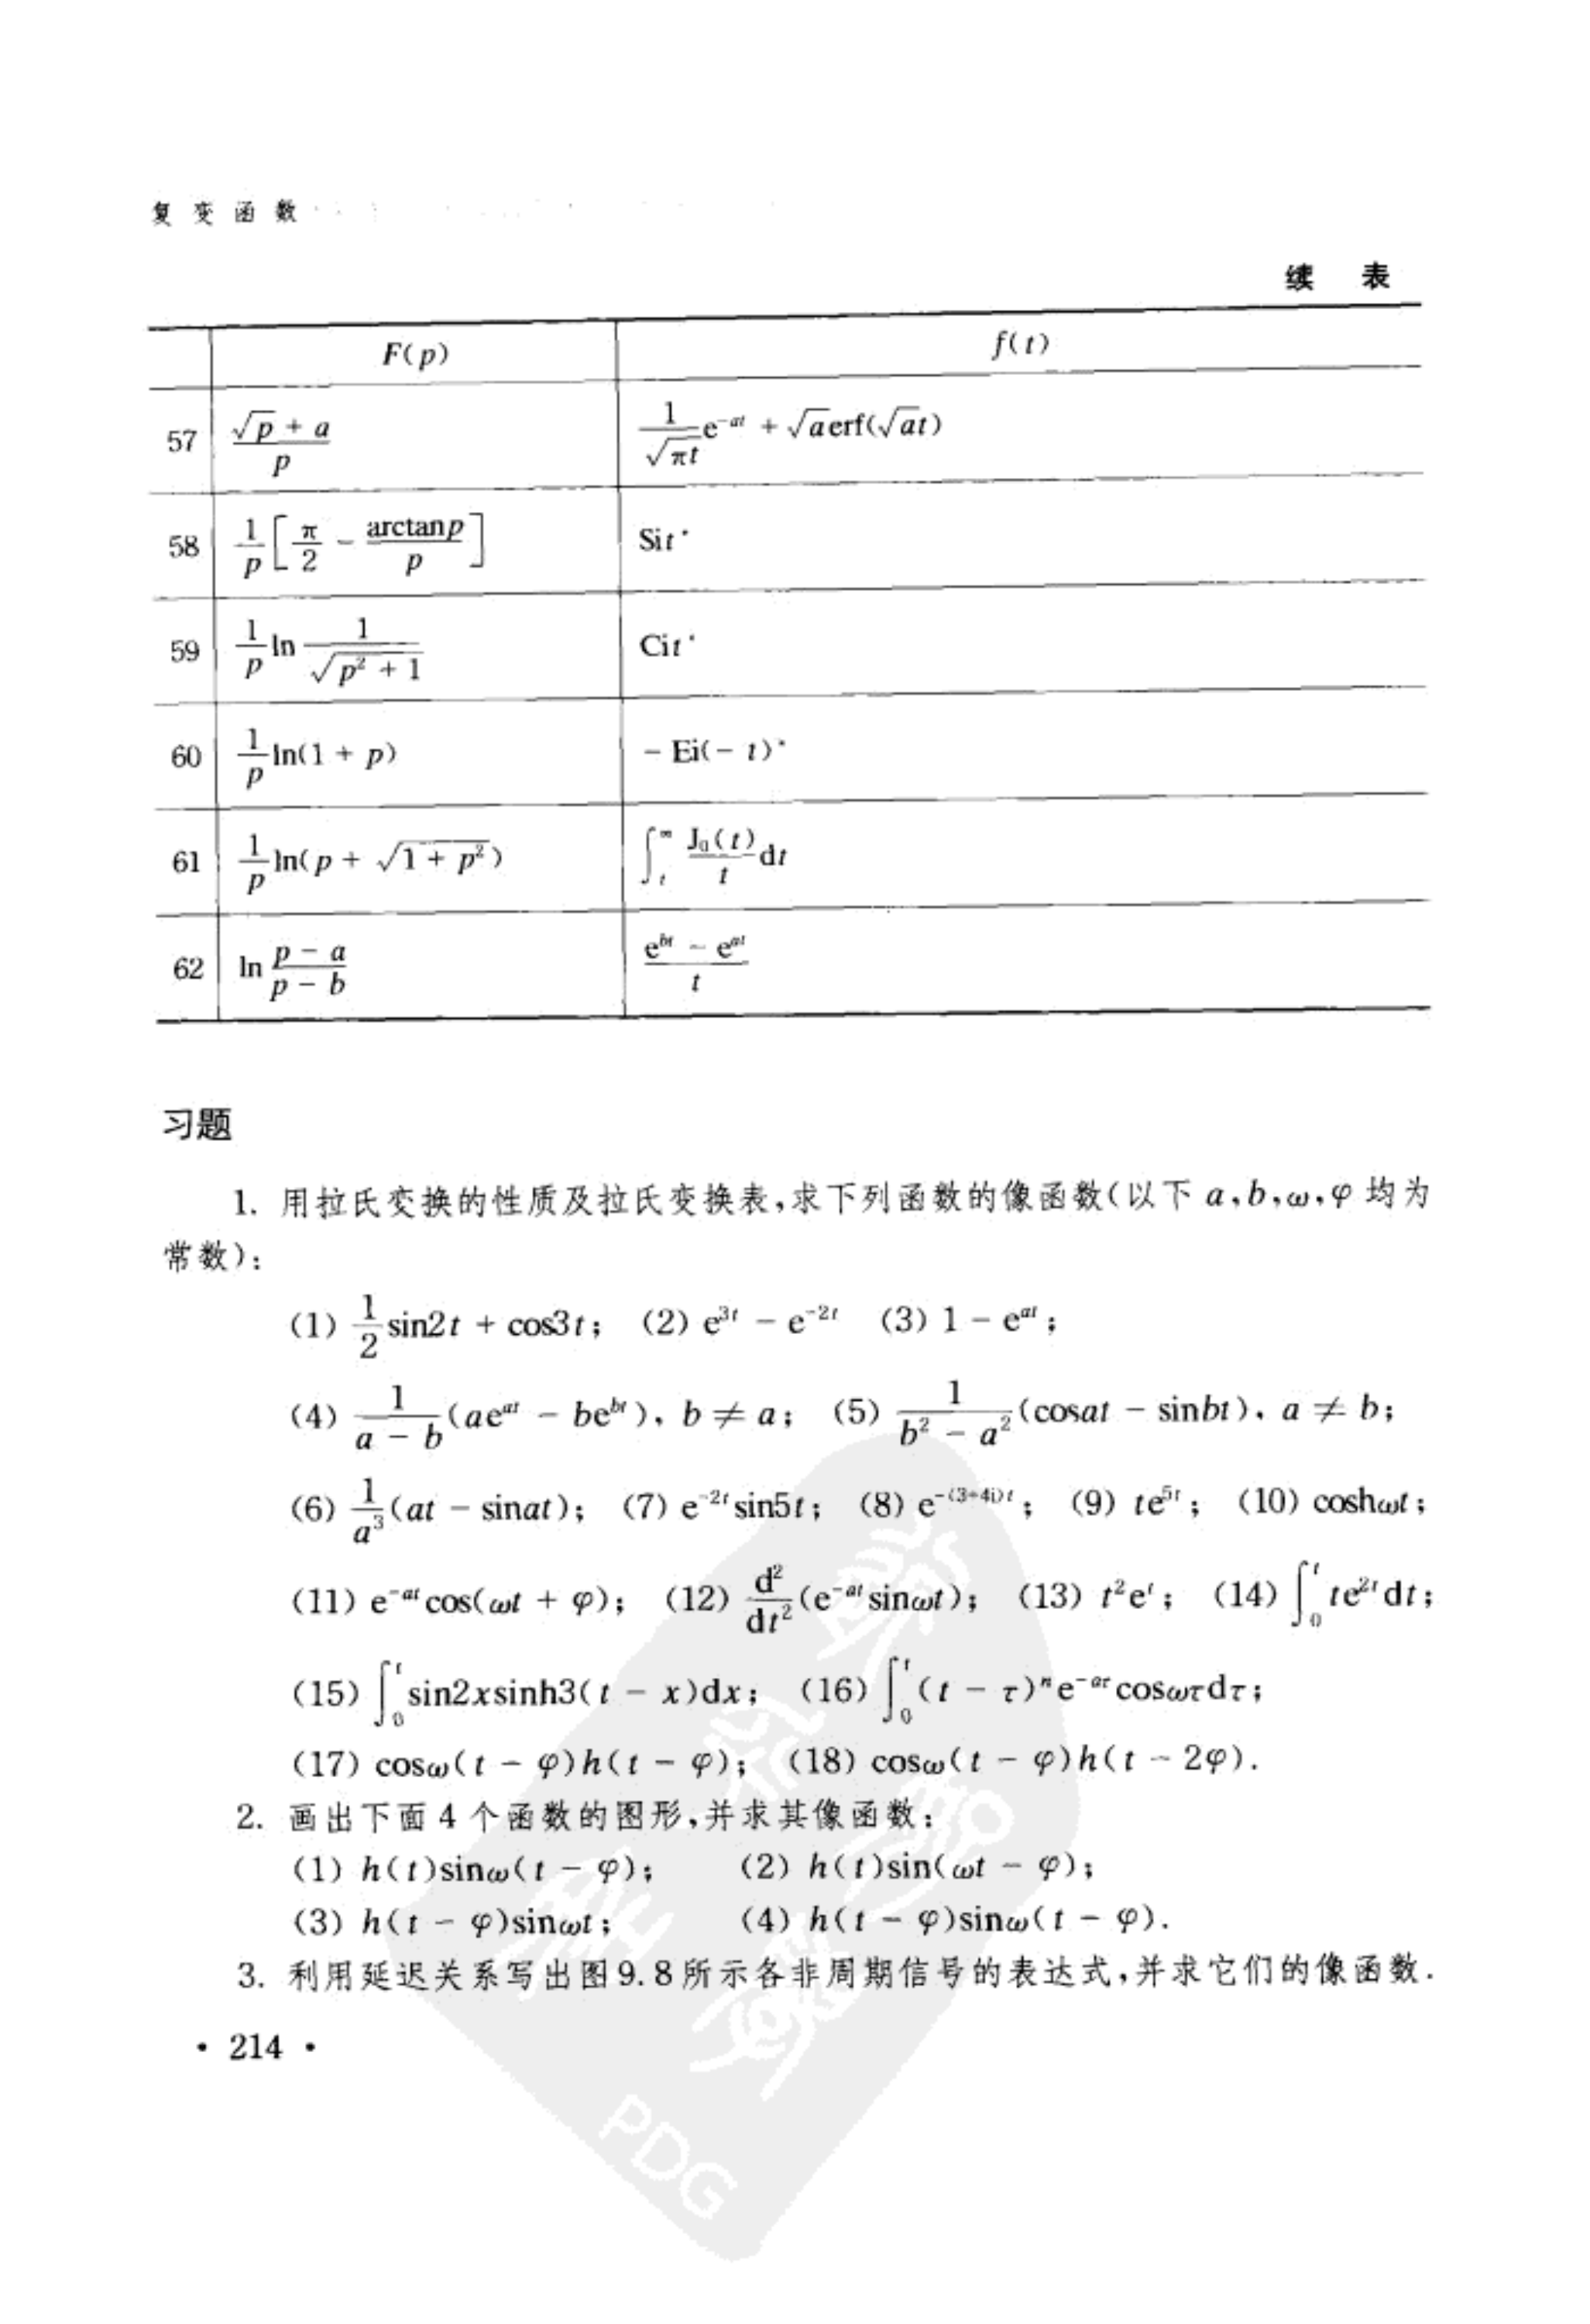 复变函数
续 表
F(p) f(t)
57 (√p + a)/p 1/√(πt) e^{-at} + √a erf(√at)
58 1/p [π/2 - arctanp/p] Sit*
59 1/p ln 1/√(p² + 1) Cit*
60 1/p ln(1 + p) - Ei(- t)*
61 1/p ln(p + √(1 + p²)) ∫_t^∞ J₀(t)/t dt
62 ln (p - a)/(p - b) (e^{bt} - e^{at})/t
习题
1. 用拉氏变换的性质及拉氏变换表,求下列函数的像函数(以下 a,b,ω,φ 均为
常数):
(1) 1/2 sin2t + cos3t; (2) e^{3t} - e^{-2t} (3) 1 - e^{at};
(4) 1/(a - b) (ae^{at} - be^{bt}), b ≠ a; (5) 1/(b² - a²) (cosat - sinbt), a ≠ b;
(6) 1/a³ (at - sinat); (7) e^{-2t}sin5t; (8) e^{-(3+4i)t}; (9) te^{5t}; (10) coshωt;
(11) e^{-at}cos(ωt + φ); (12) d²/dt² (e^{-at}sinωt); (13) t²e^t; (14) ∫_0^t te^{2t}dt;
(15) ∫_0^t sin2xsinh3(t - x)dx; (16) ∫_0^t (t - τ)^n e^{-aτ}cosωτdτ;
(17) cosω(t - φ)h(t - φ); (18) cosω(t - φ)h(t - 2φ).
2. 画出下面 4 个函数的图形,并求其像函数:
(1) h(t)sinω(t - φ); (2) h(t)sin(ωt - φ);
(3) h(t - φ)sinωt; (4) h(t - φ)sinω(t - φ).
3. 利用延迟关系写出图9.8所示各非周期信号的表达式,并求它们的像函数.
· 214 ·
PDG